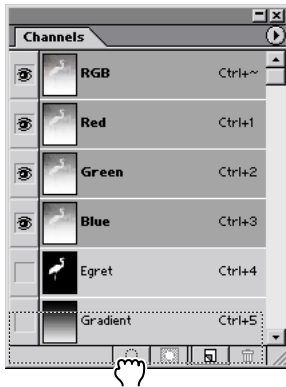 Channels
RGB Ctrl+~
Red Ctrl+1
Green Ctrl+2
Blue Ctrl+3
Egret Ctrl+4
Gradient Ctrl+5